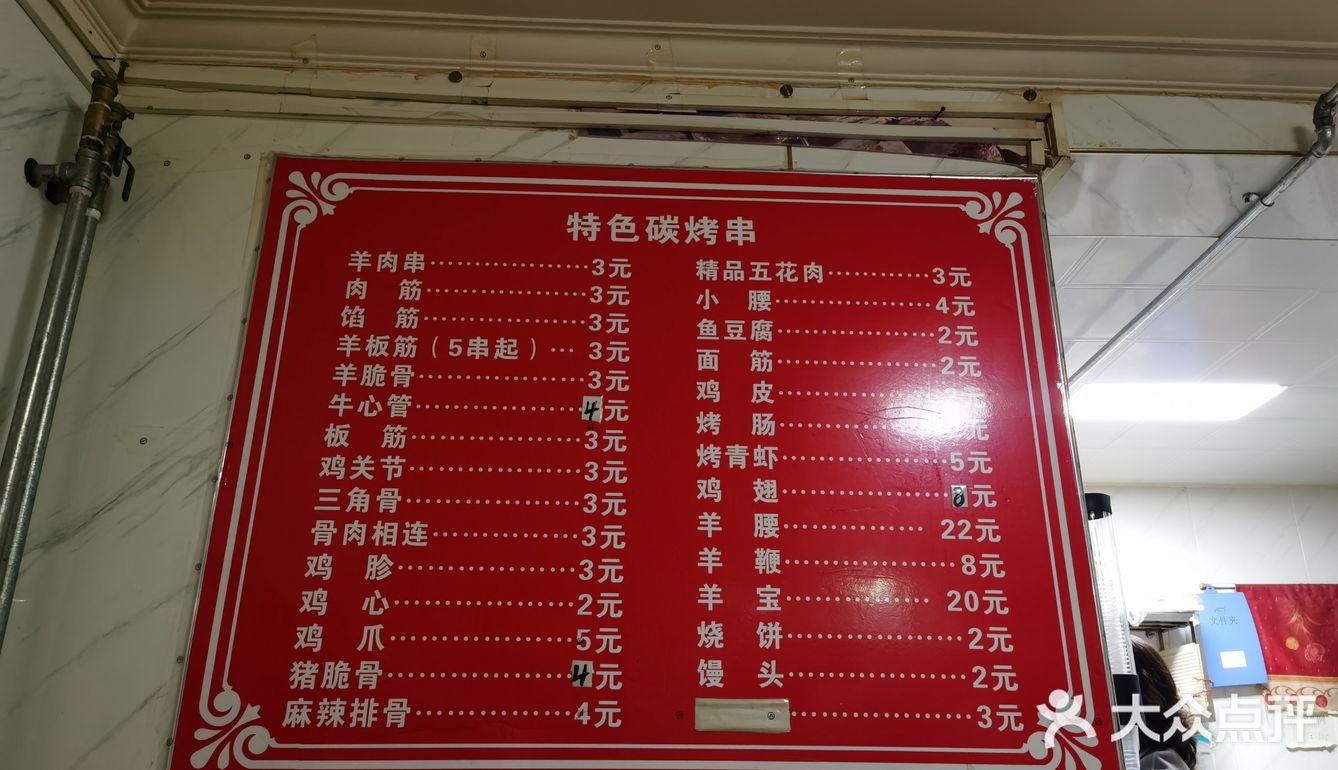 特色碳烤串
羊肉串··················3元
肉 筋··················3元
馅 筋··················3元
羊板筋（5串起）··· 3元
羊脆骨··················3元
牛心管··················4元
板 筋··················3元
鸡关节··················3元
三角骨··················3元
骨肉相连··················3元
鸡 胗··················3元
鸡 心··················2元
鸡 爪··················5元
猪脆骨··················4元
麻辣排骨··················4元
精品五花肉············3元
小 腰··················4元
鱼豆腐··················2元
面 筋··················2元
鸡 皮··················元
烤 肠··················元
烤青虾··················5元
鸡 翅··················8元
羊 腰··················22元
羊 鞭··················8元
羊 宝··················20元
烧 饼··················2元
馒 头··················2元
··················3元
文件夹
大众点评